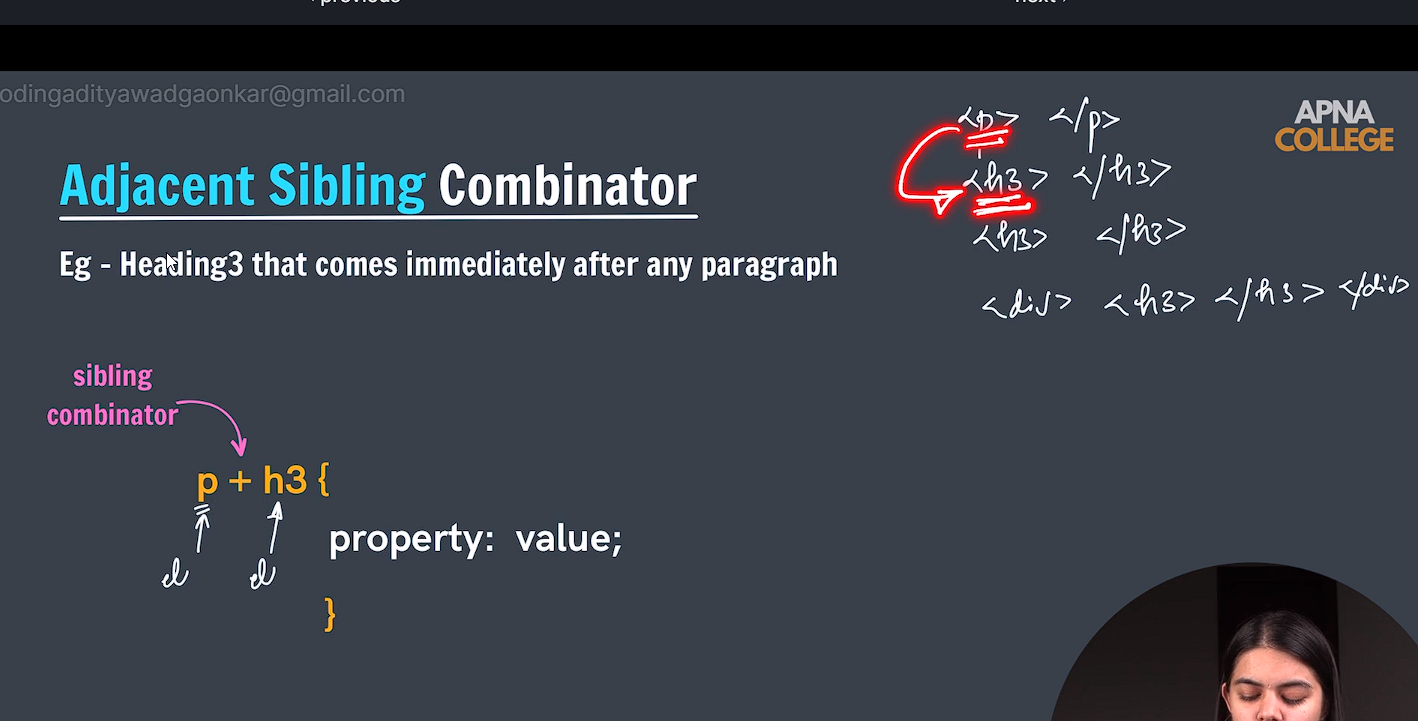 previous
next
odingadityawadgaonkar@gmail.com
APNA
COLLEGE
Adjacent Sibling Combinator
Eg - Heading3 that comes immediately after any paragraph
<p> </p>
<h3> </h3>
<h3> </h3>
<div> <h3> </h3> </div>
sibling
combinator
p + h3 {
el el
property: value;
}